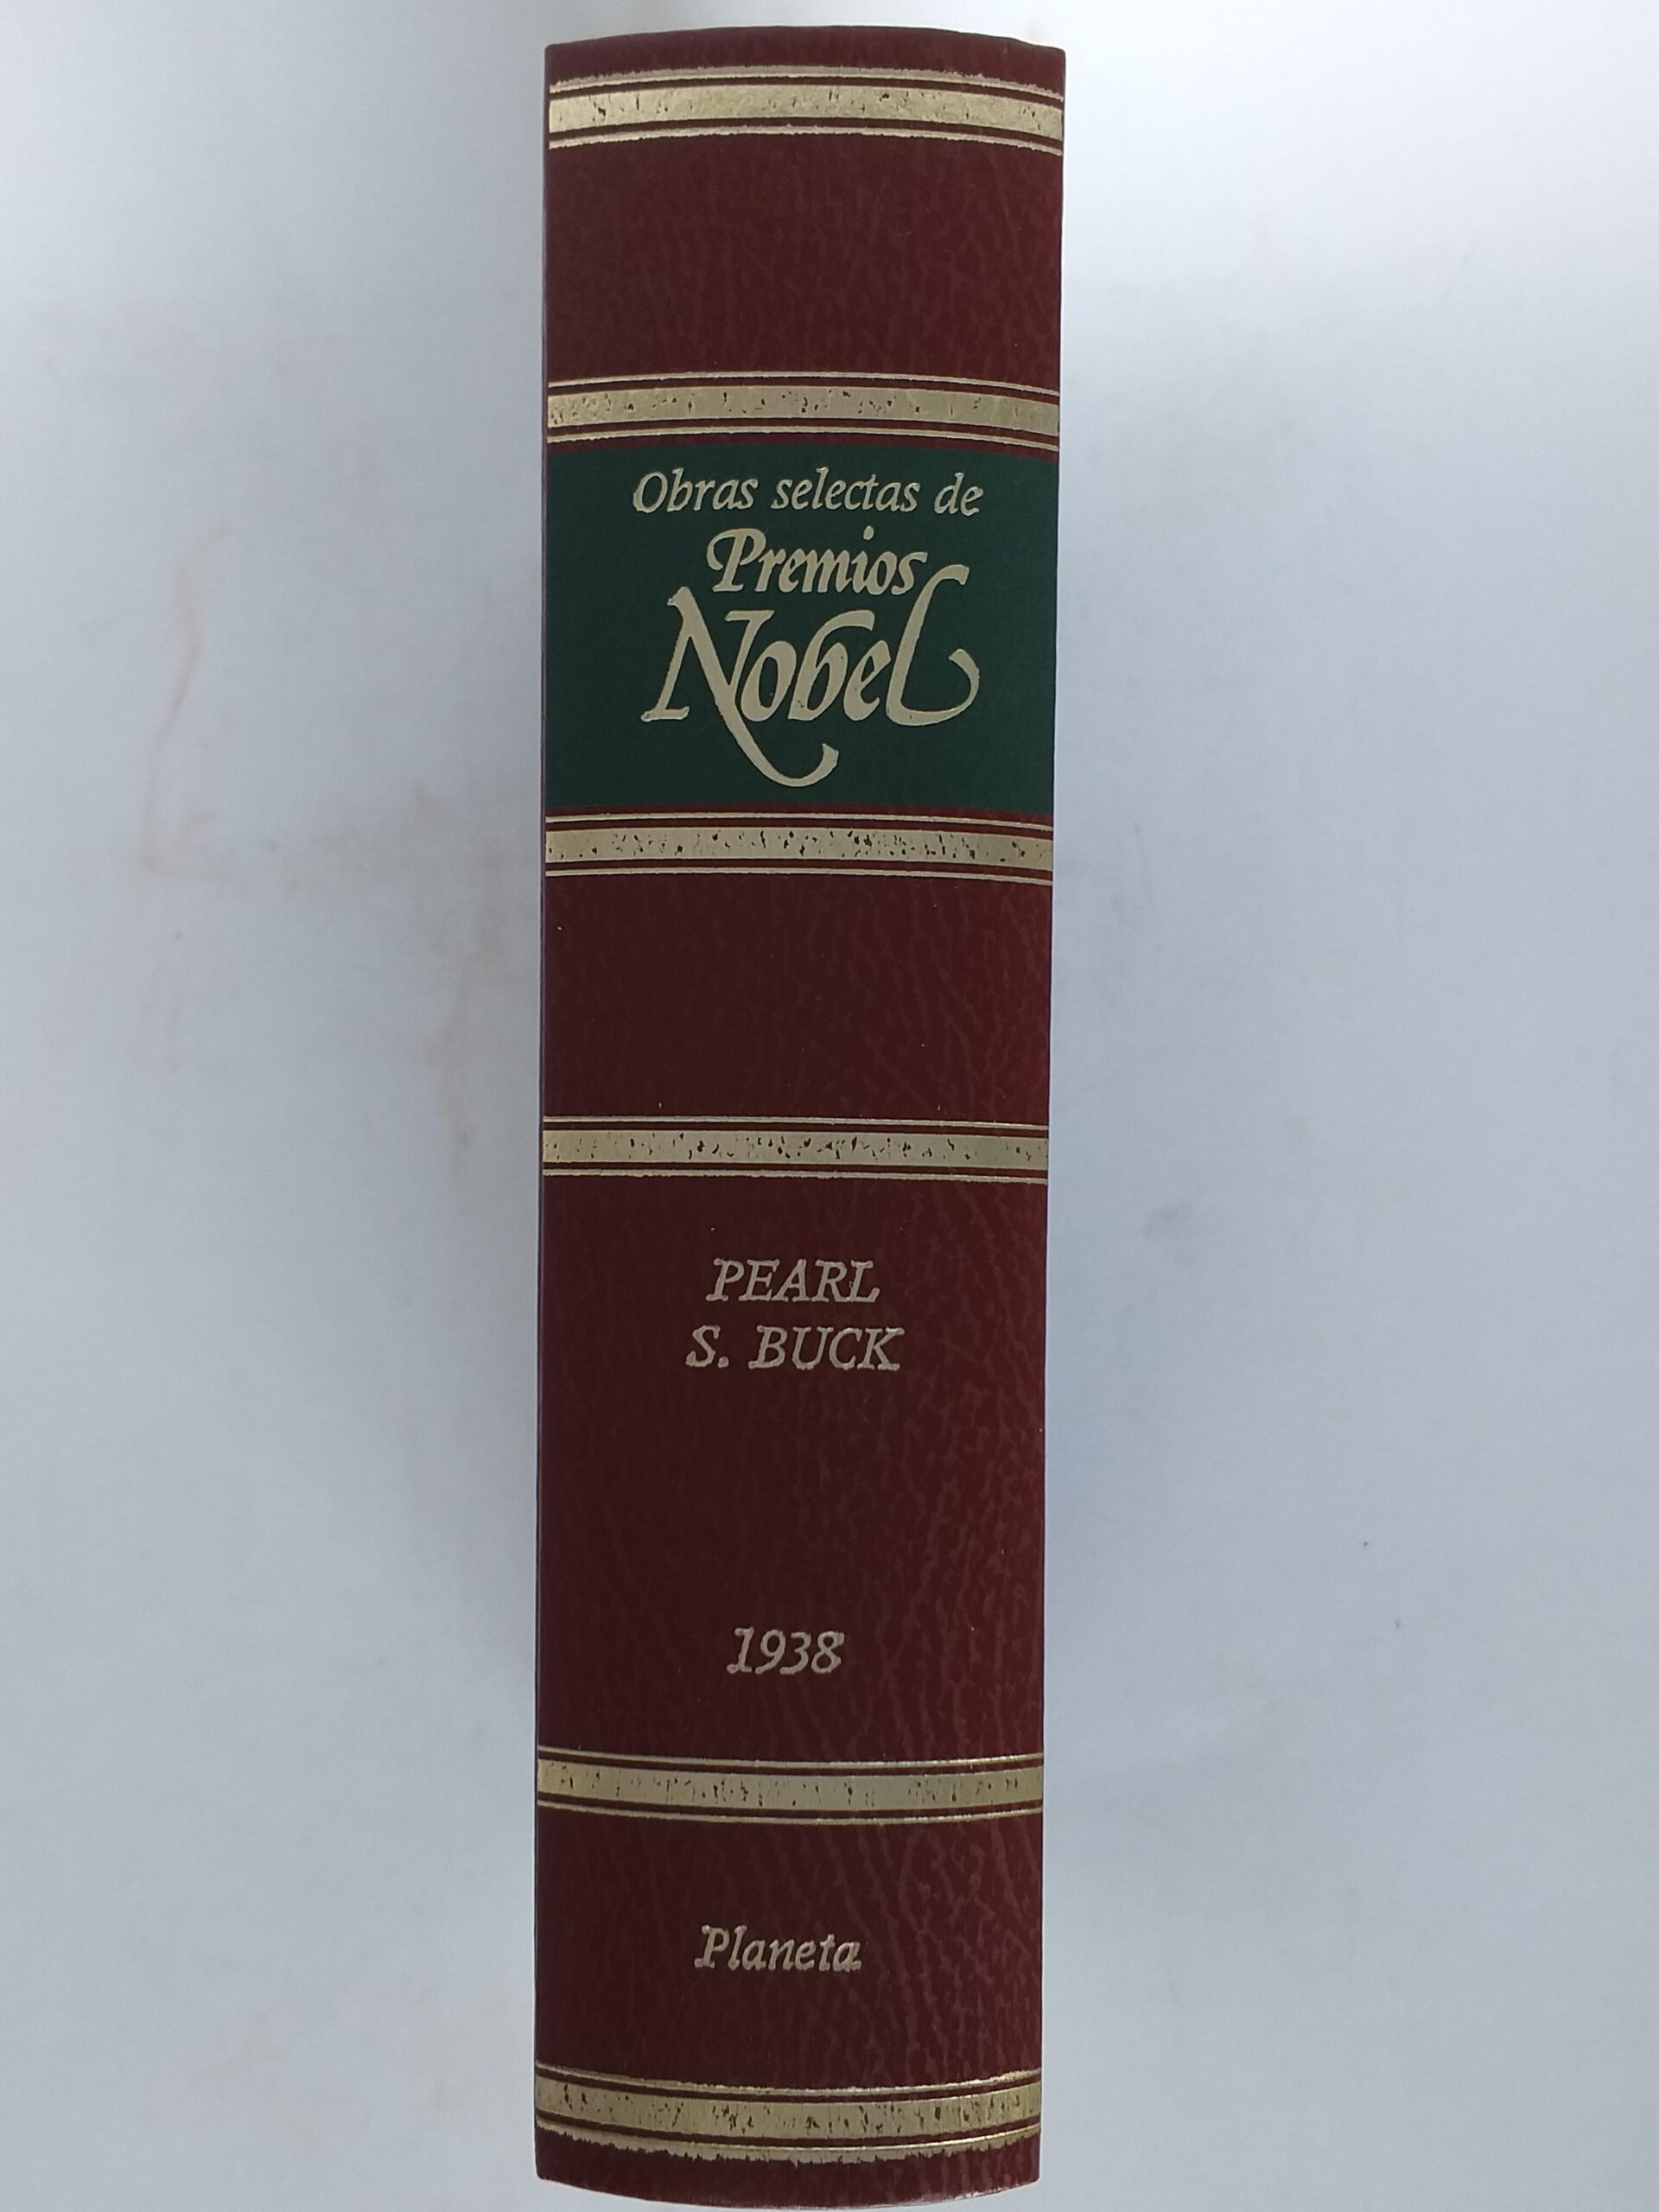 Obras selectas de
Premios
Nobel
PEARL
S. BUCK
1938
Planeta